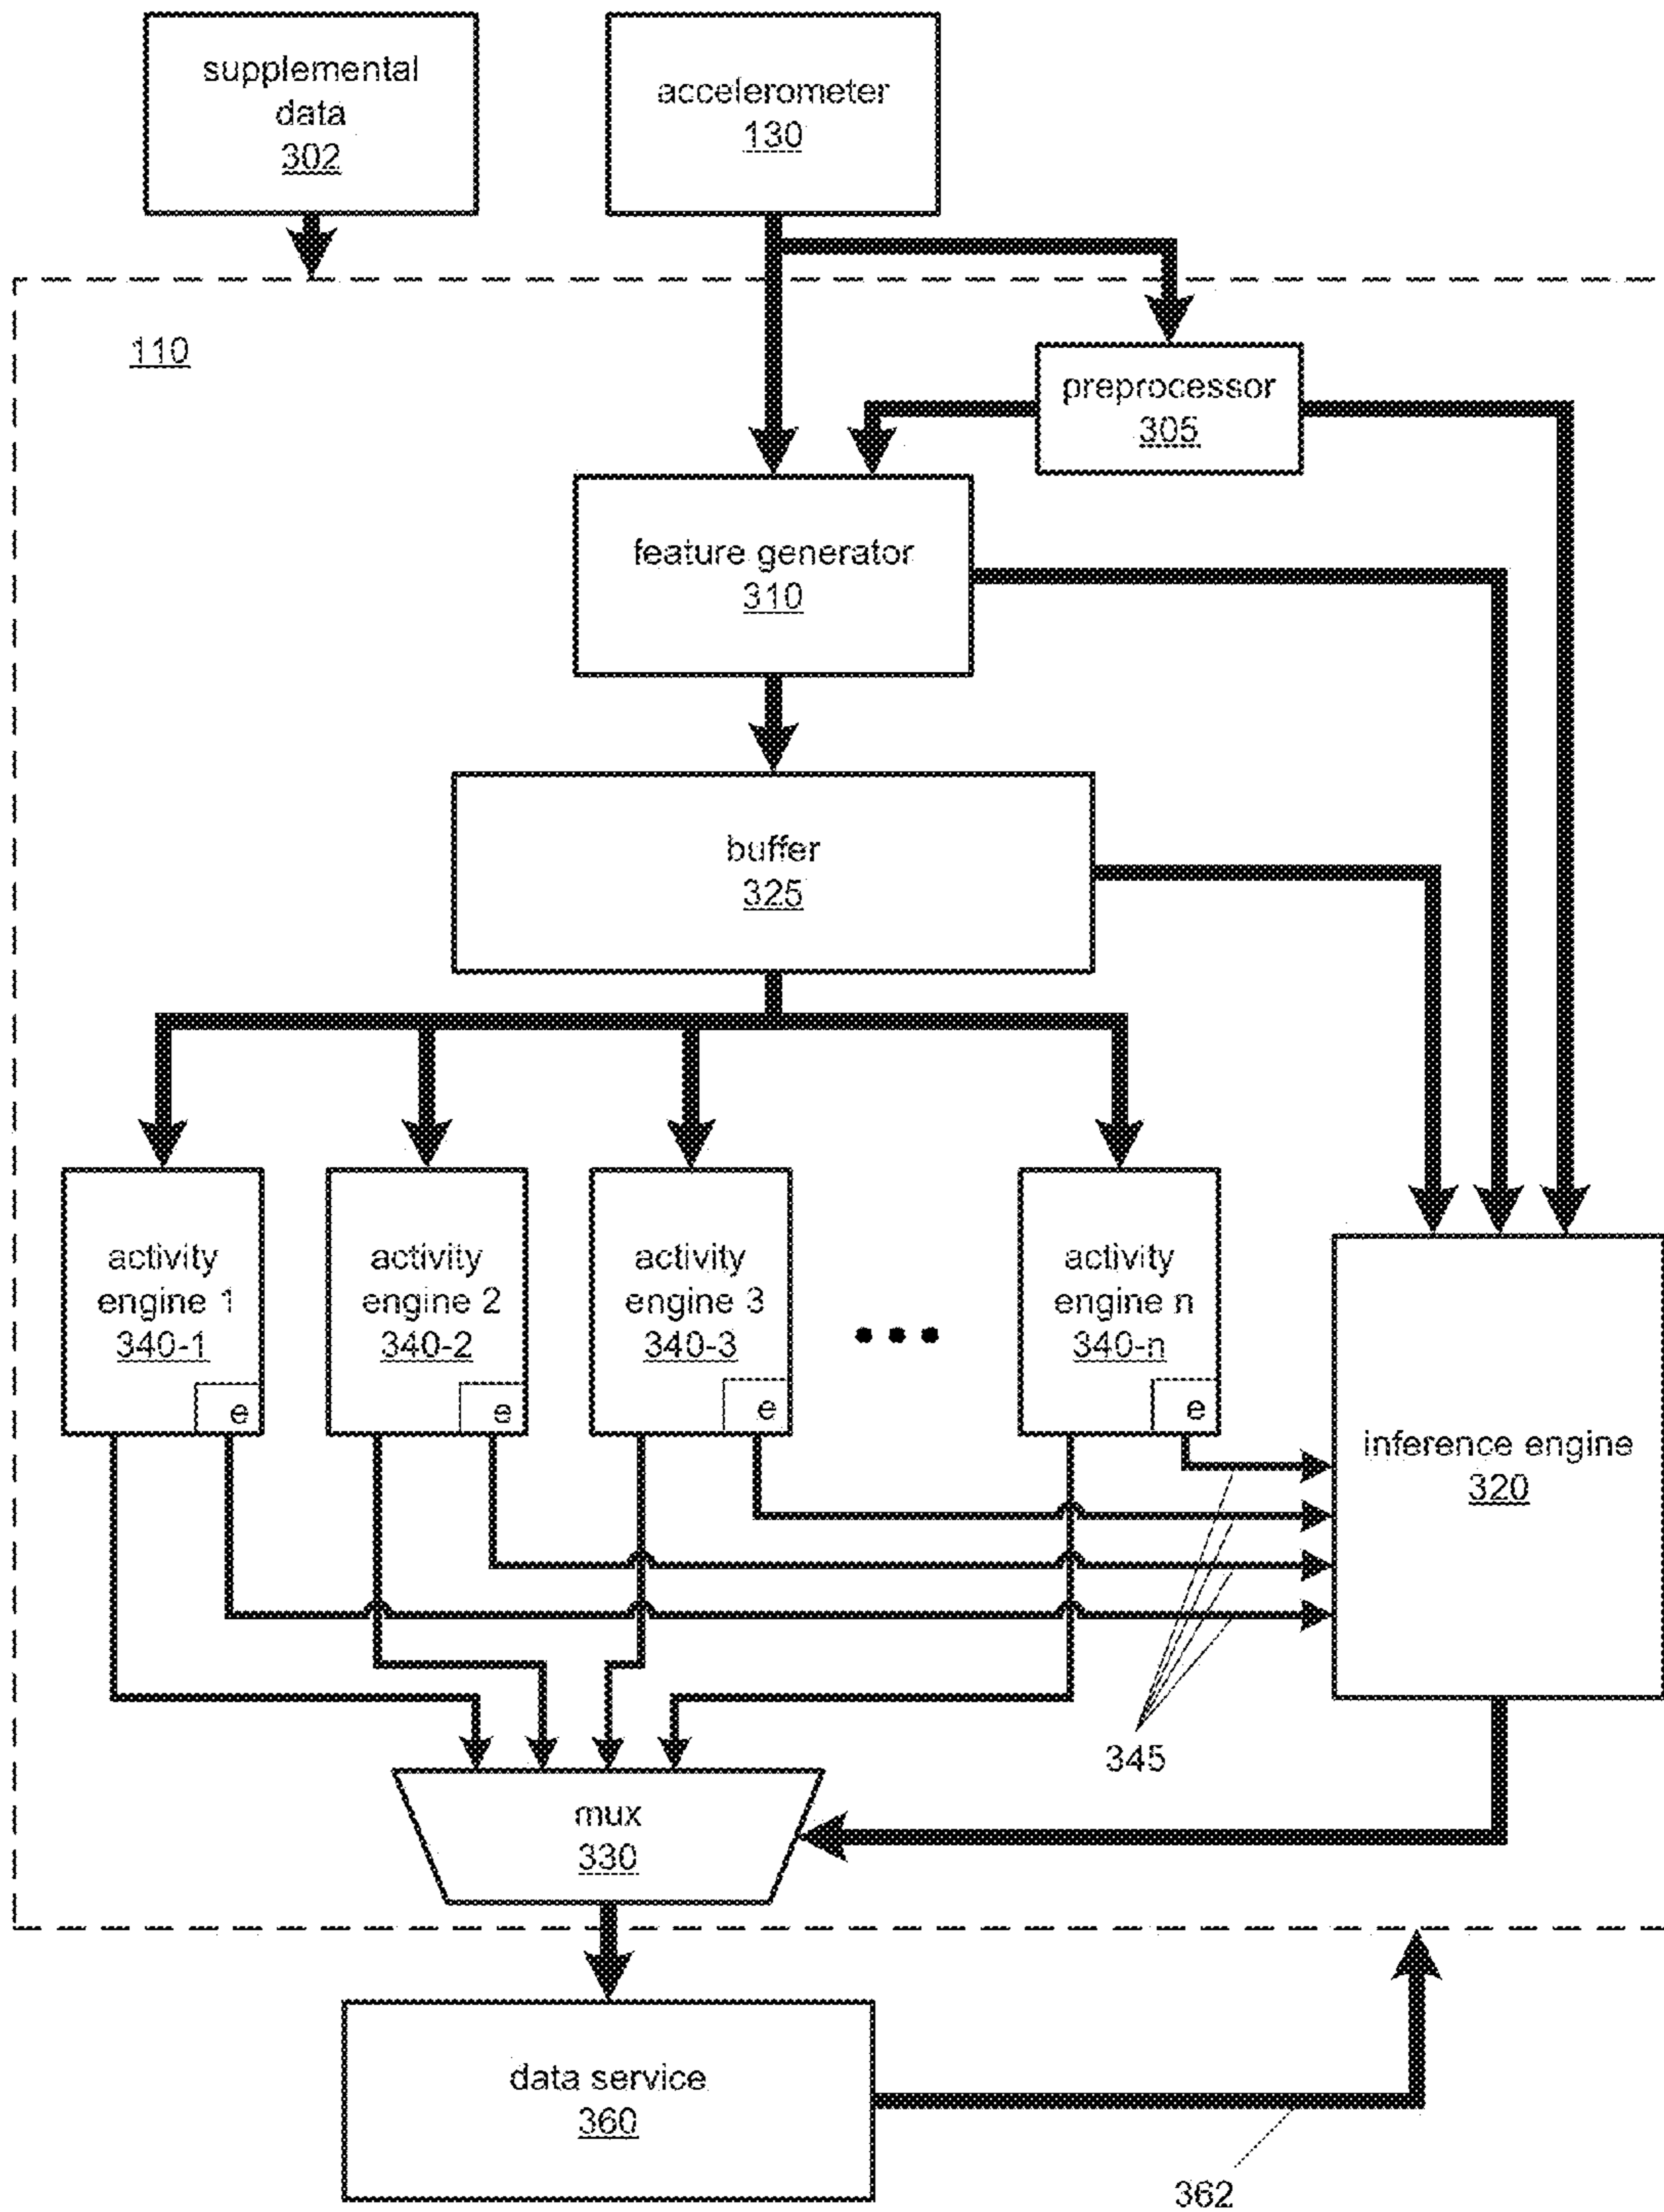 supplemental
data
302
accelerometer
130
110
preprocessor
305
feature generator
310
buffer
325
activity
engine 1
340-1
e
activity
engine 2
340-2
e
activity
engine 3
340-3
e
activity
engine n
340-n
e
inference engine
320
345
mux
330
data service
360
362